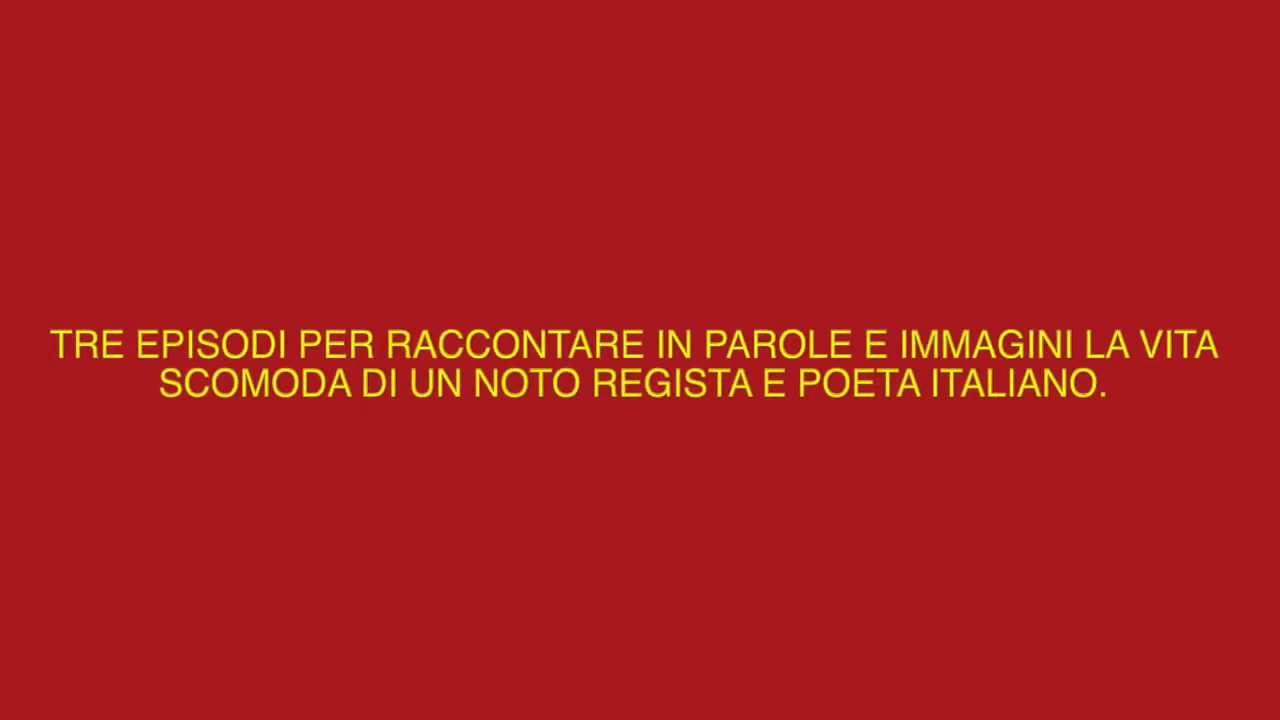 TRE EPISODI PER RACCONTARE IN PAROLE E IMMAGINI LA VITA
SCOMODA DI UN NOTO REGISTA E POETA ITALIANO.